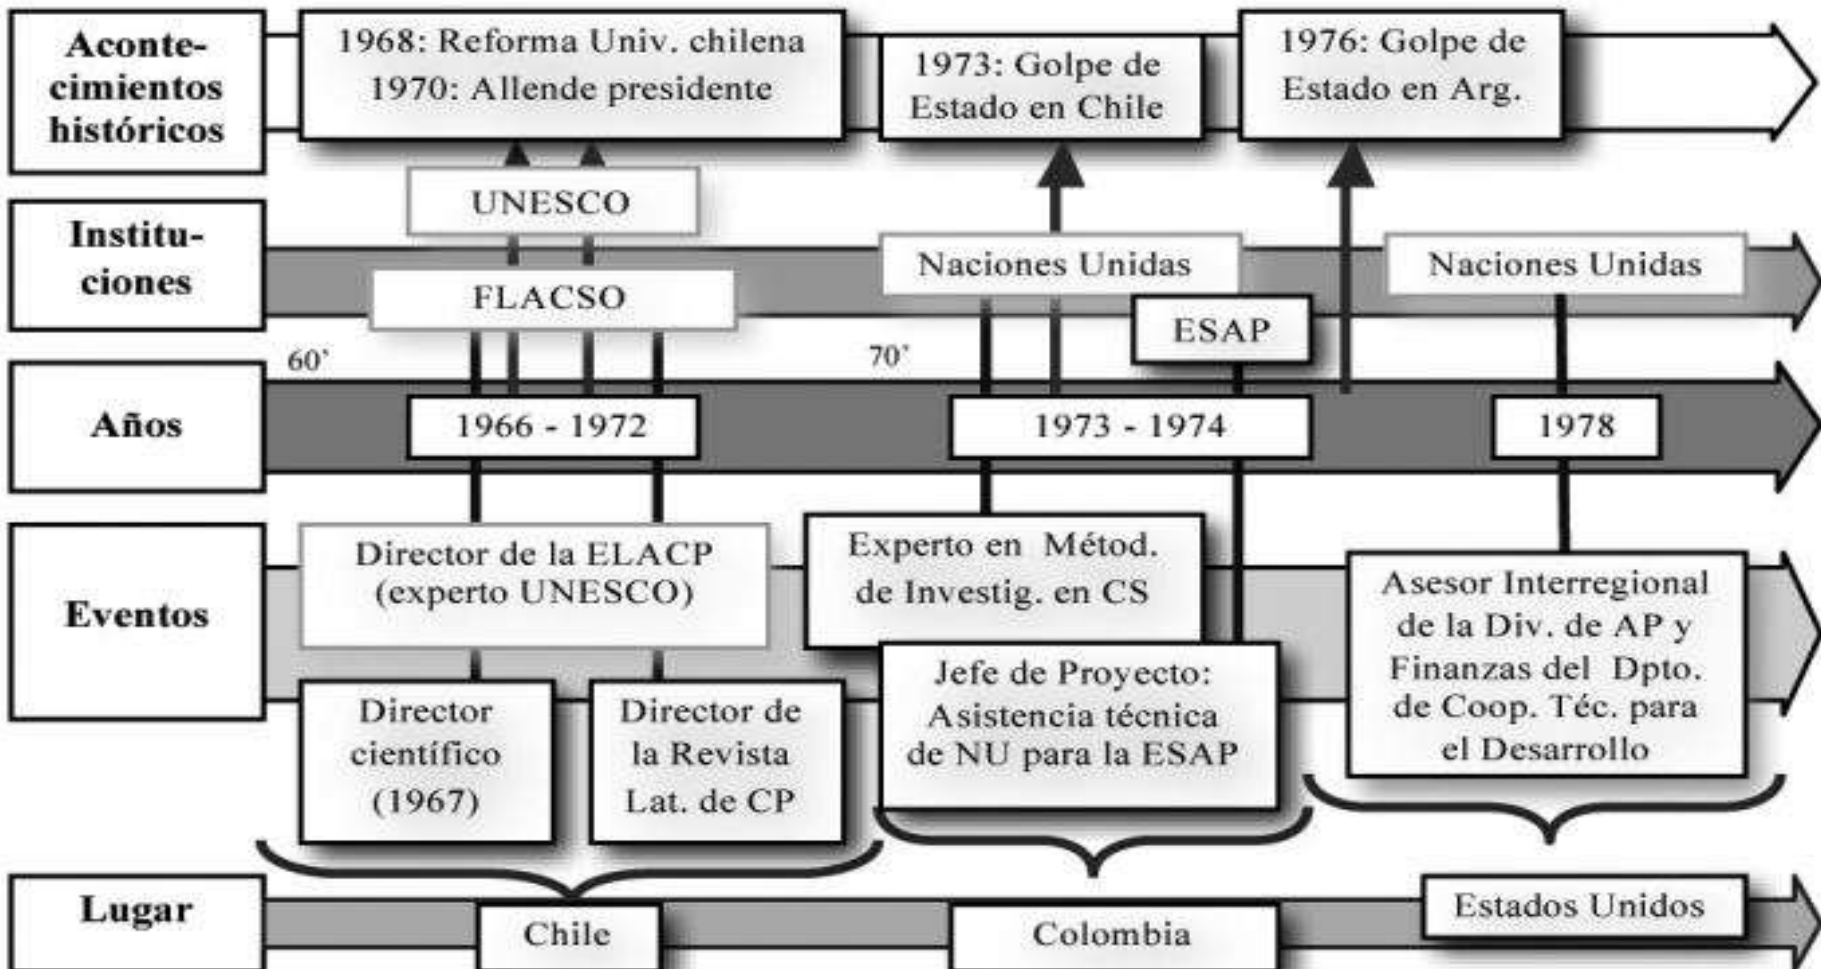 Aconte-
cimientos
históricos
1968: Reforma Univ. chilena
1970: Allende presidente
1973: Golpe de
Estado en Chile
1976: Golpe de
Estado en Arg.
Institu-
ciones
UNESCO
FLACSO
Naciones Unidas
ESAP
Naciones Unidas
Años
60’
70’
1966 - 1972
1973 - 1974
1978
Eventos
Director de la ELACP
(experto UNESCO)
Director
científico
(1967)
Director de
la Revista
Lat. de CP
Experto en Métod.
de Investig. en CS
Jefe de Proyecto:
Asistencia técnica
de NU para la ESAP
Asesor Interregional
de la Div. de AP y
Finanzas del Dpto.
de Coop. Téc. para
el Desarrollo
Lugar
Chile
Colombia
Estados Unidos